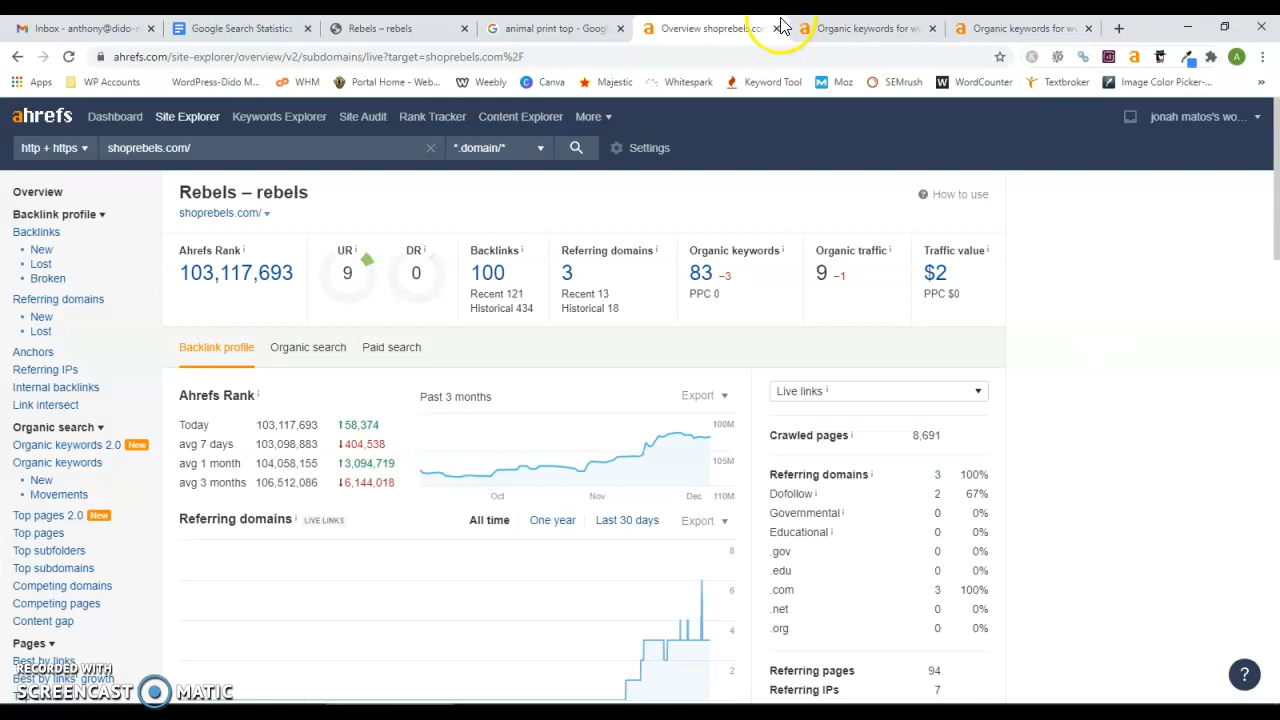 Inbox - anthony@dido-m
Google Search Statistics
Rebels – rebels
animal print top - Goog
Overview shoprebels.co
Organic keywords for w
Organic keywords for w
ahrefs.com/site-explorer/overview/v2/subdomains/live?target=shoprebels.com%2F
Apps
WP Accounts
WordPress-Dido M...
WHM
Portal Home - Web...
Weebly
Canva
Majestic
Whitespark
Keyword Tool
Moz
SEMrush
WordCounter
Textbroker
Image Color Picker-...
ahrefs
Dashboard
Site Explorer
Keywords Explorer
Site Audit
Rank Tracker
Content Explorer
More
jonah matos's wo...
http + https
shoprebels.com/
*.domain/*
Settings
Overview
Backlink profile
Backlinks
New
Lost
Broken
Referring domains
New
Lost
Anchors
Referring IPs
Internal backlinks
Link intersect
Organic search
Organic keywords 2.0 New
Organic keywords
New
Movements
Top pages 2.0 New
Top pages
Top subfolders
Top subdomains
Competing domains
Competing pages
Content gap
Pages
Best by links
Best by links' growth
Rebels – rebels
How to use
shoprebels.com/
Ahrefs Rank
103,117,693
UR
9
DR
0
Backlinks
100
Recent 121
Historical 434
Referring domains
3
Recent 13
Historical 18
Organic keywords
83 −3
PPC 0
Organic traffic
9 −1
Traffic value
$2
PPC $0
Backlink profile
Organic search
Paid search
Ahrefs Rank
Past 3 months
Export
Today 103,117,693 ↑58,374
avg 7 days 103,098,883 ↓404,538
avg 1 month 104,058,155 ↑3,094,719
avg 3 months 106,512,086 ↓6,144,018
100M
105M
110M
Oct
Nov
Dec
Referring domains LIVE LINKS
All time
One year
Last 30 days
Export
8
6
4
2
Live links
Crawled pages 8,691
Referring domains 3 100%
Dofollow 2 67%
Governmental 0 0%
Educational 0 0%
.gov 0 0%
.edu 0 0%
.com 3 100%
.net 0 0%
.org 0 0%
Referring pages 94
Referring IPs 7
RECORDED WITH
SCREENCAST MATIC
?